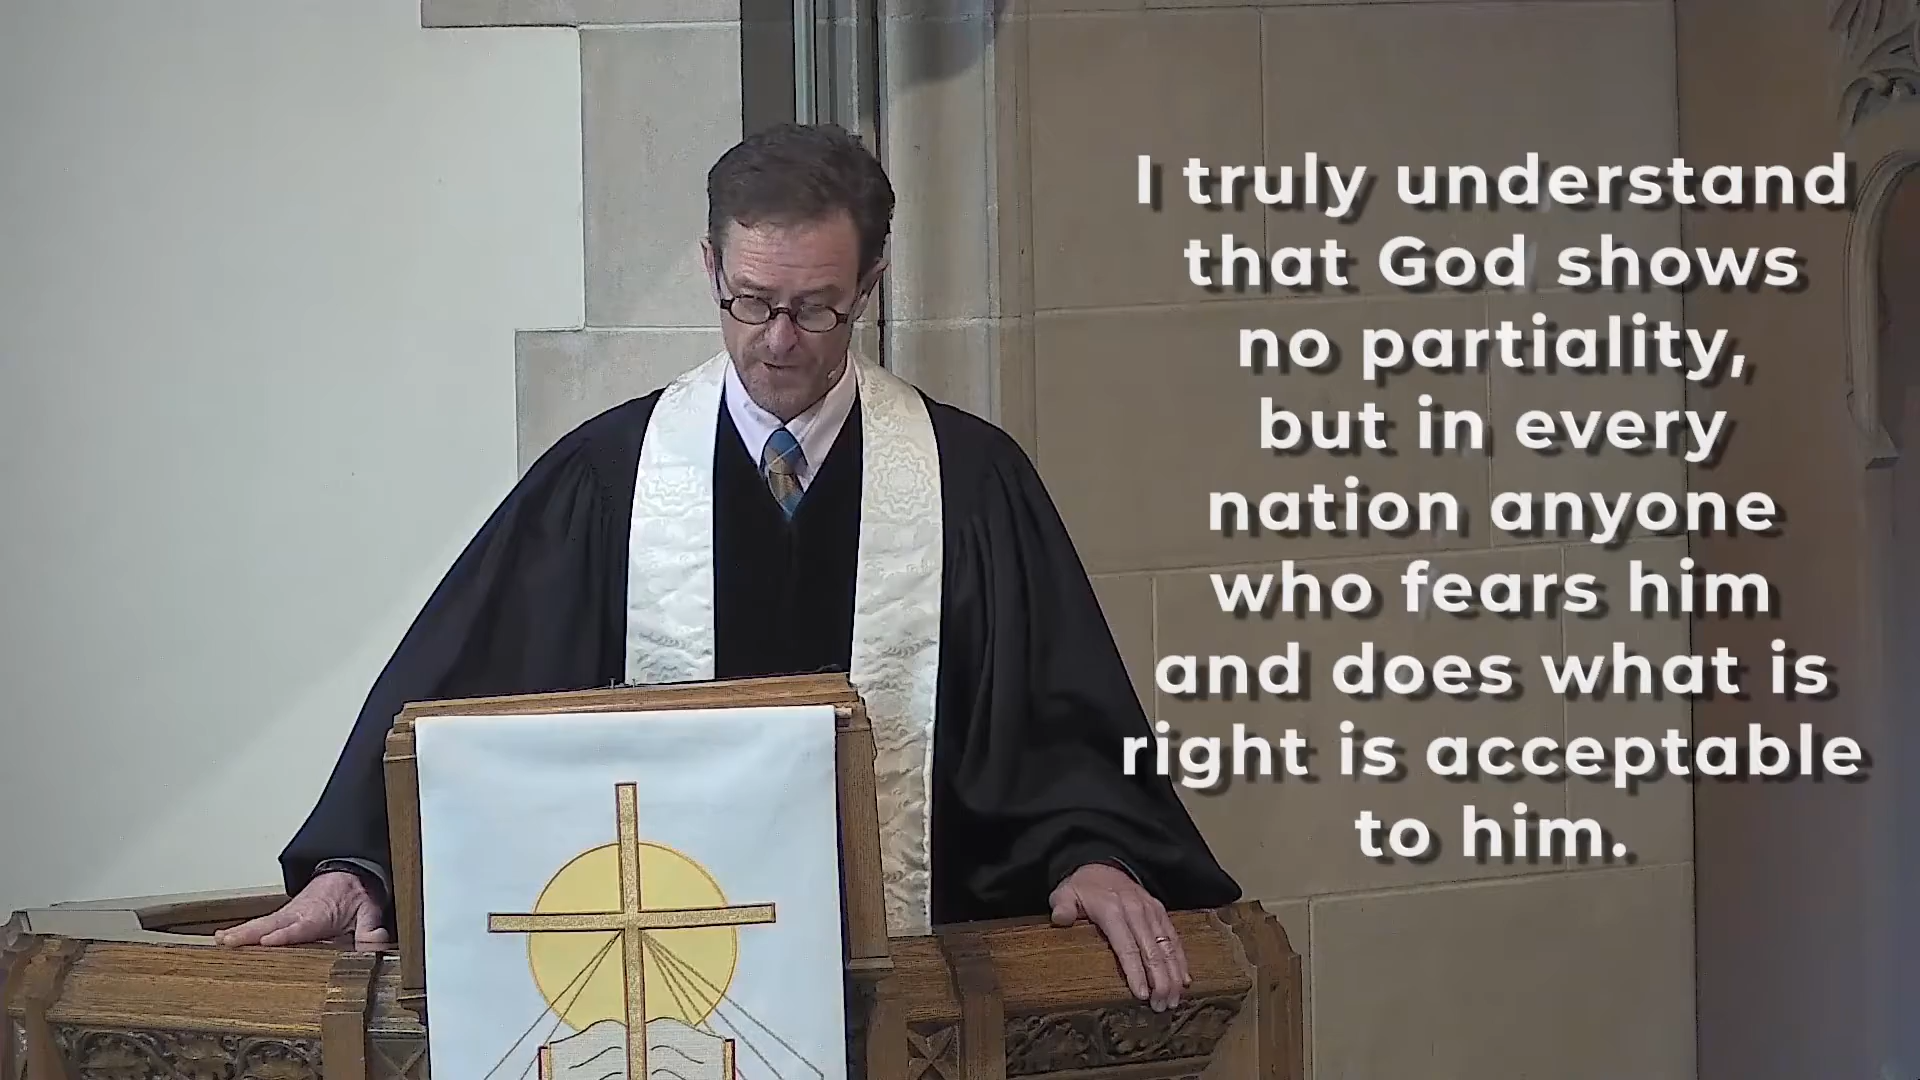 I truly understand
that God shows
no partiality,
but in every
nation anyone
who fears him
and does what is
right is acceptable
to him.